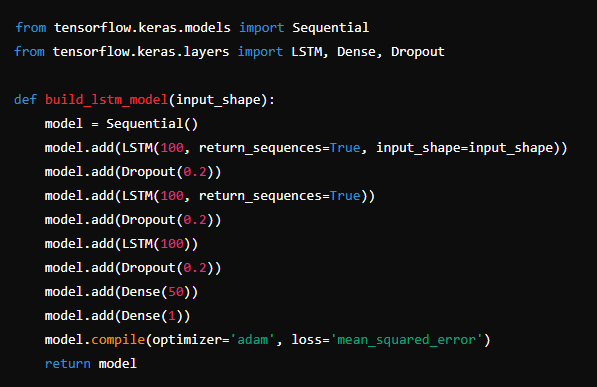 from tensorflow.keras.models import Sequential
from tensorflow.keras.layers import LSTM, Dense, Dropout

def build_lstm_model(input_shape):
    model = Sequential()
    model.add(LSTM(100, return_sequences=True, input_shape=input_shape))
    model.add(Dropout(0.2))
    model.add(LSTM(100, return_sequences=True))
    model.add(Dropout(0.2))
    model.add(LSTM(100))
    model.add(Dropout(0.2))
    model.add(Dense(50))
    model.add(Dense(1))
    model.compile(optimizer='adam', loss='mean_squared_error')
    return model